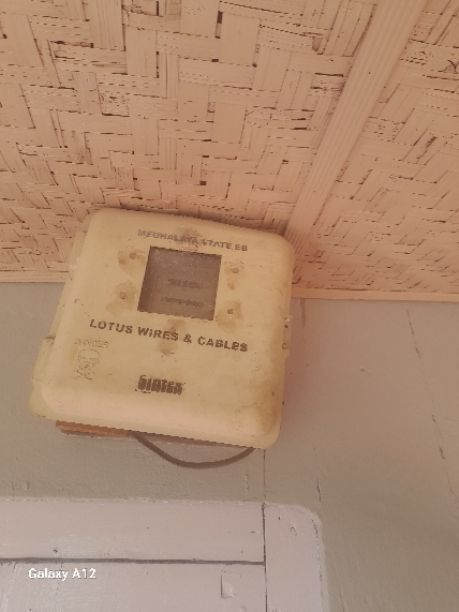 MEGHALAYA STATE EB
LOTUS WIRES & CABLES
Sintex
Galaxy A12